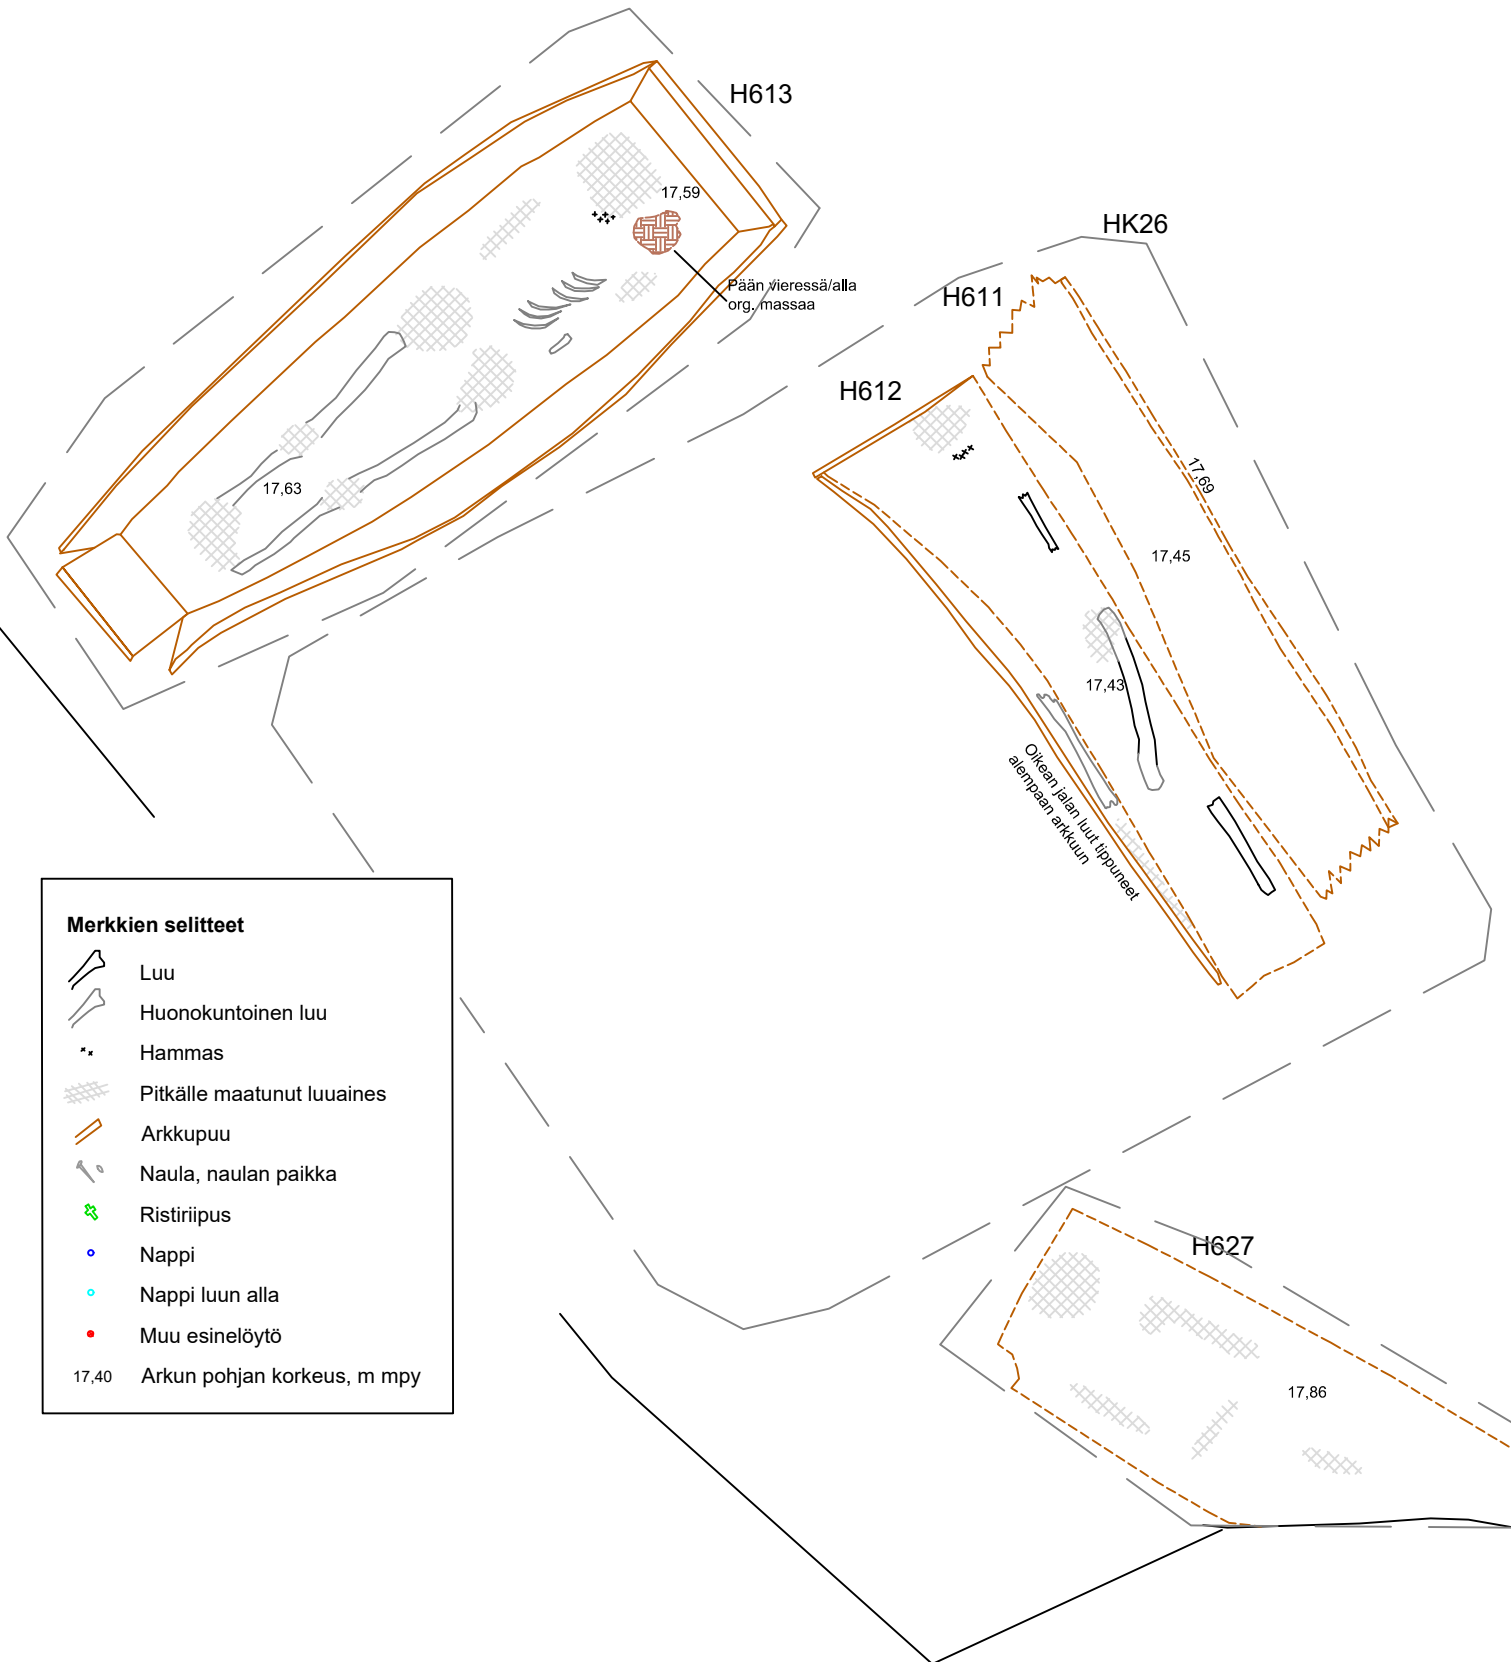 H613
17,59
Pään vieressä/alla
org. massaa
17,63
HK26
H611
H612
17,69
17,45
17,43
Oikean jalan luut tippuneet
alempaan arkkuun
H627
17,86
Merkkien selitteet
Luu
Huonokuntoinen luu
Hammas
Pitkälle maatunut luuaines
Arkkupuu
Naula, naulan paikka
Ristiriipus
Nappi
Nappi luun alla
Muu esinelöytö
17,40 Arkun pohjan korkeus, m mpy